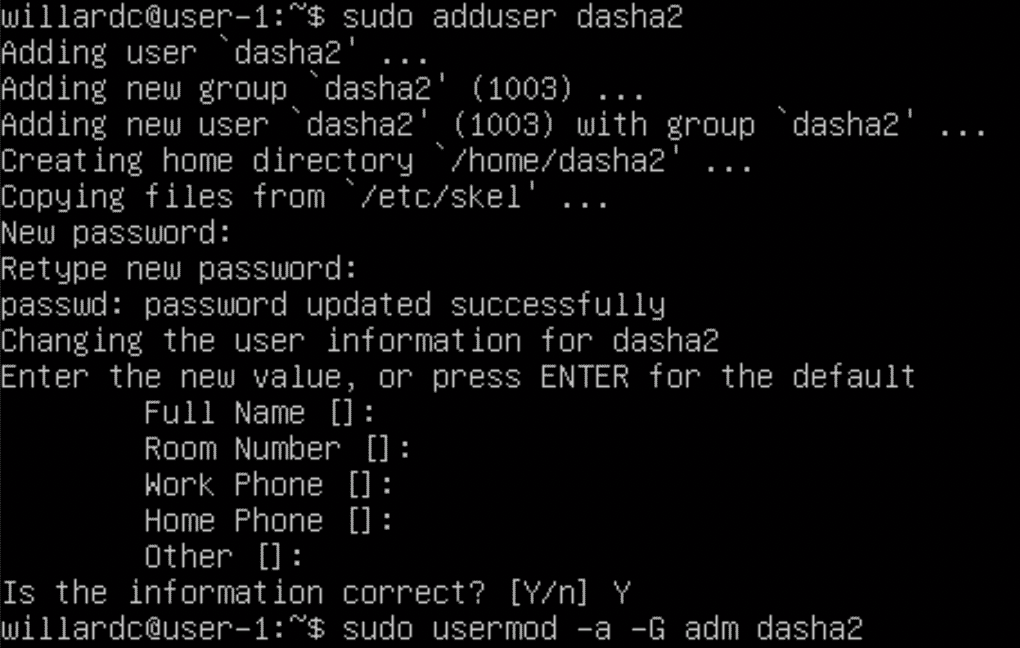 willardc@user-1:~$ sudo adduser dasha2
Adding user `dasha2' ...
Adding new group `dasha2' (1003) ...
Adding new user `dasha2' (1003) with group `dasha2' ...
Creating home directory `/home/dasha2' ...
Copying files from `/etc/skel' ...
New password:
Retype new password:
passwd: password updated successfully
Changing the user information for dasha2
Enter the new value, or press ENTER for the default
        Full Name []:
        Room Number []:
        Work Phone []:
        Home Phone []:
        Other []:
Is the information correct? [Y/n] Y
willardc@user-1:~$ sudo usermod -a -G adm dasha2